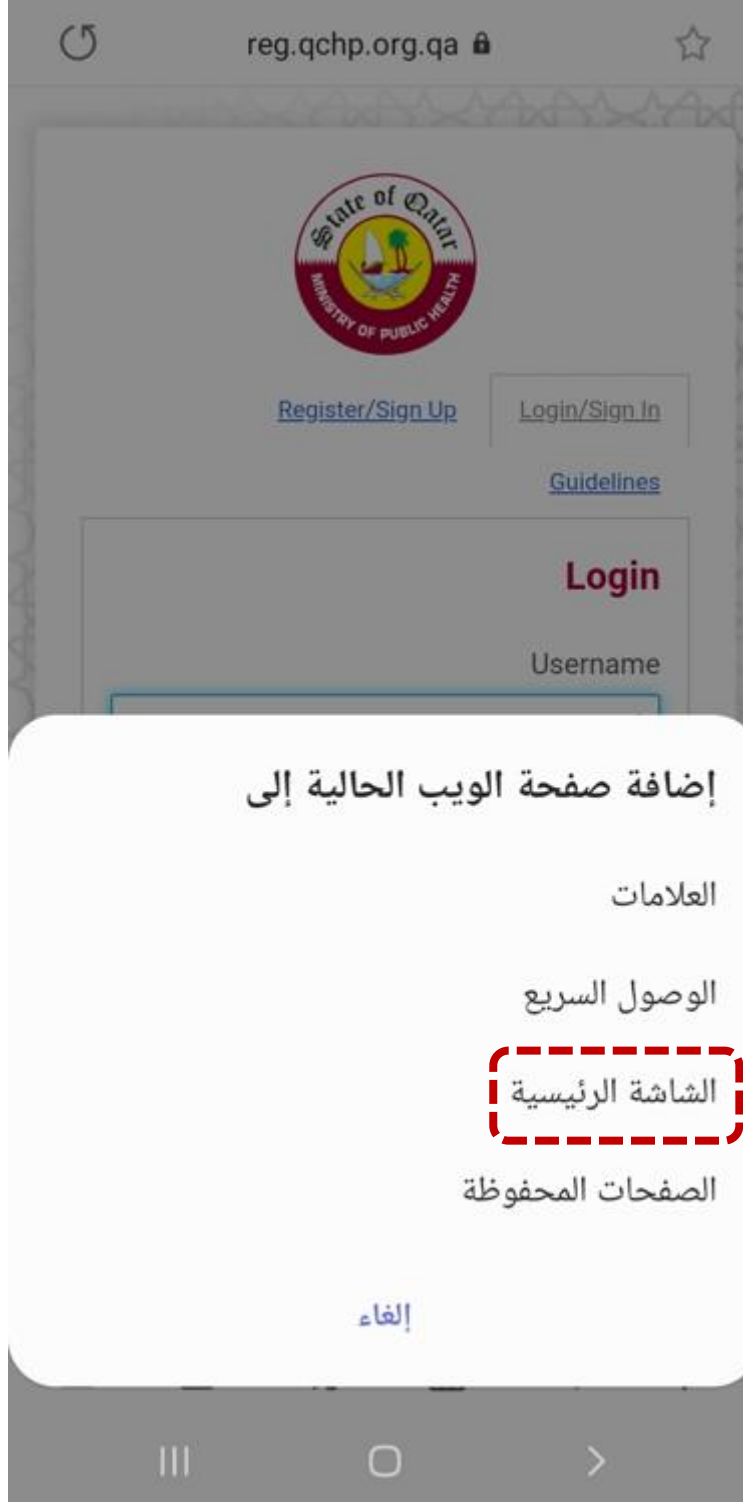 reg.qchp.org.qa
State of Qatar
MINISTRY OF PUBLIC HEALTH
Register/Sign Up
Login/Sign In
Guidelines
Login
Username
إضافة صفحة الويب الحالية إلى
العلامات
الوصول السريع
الشاشة الرئيسية
الصفحات المحفوظة
إلغاء